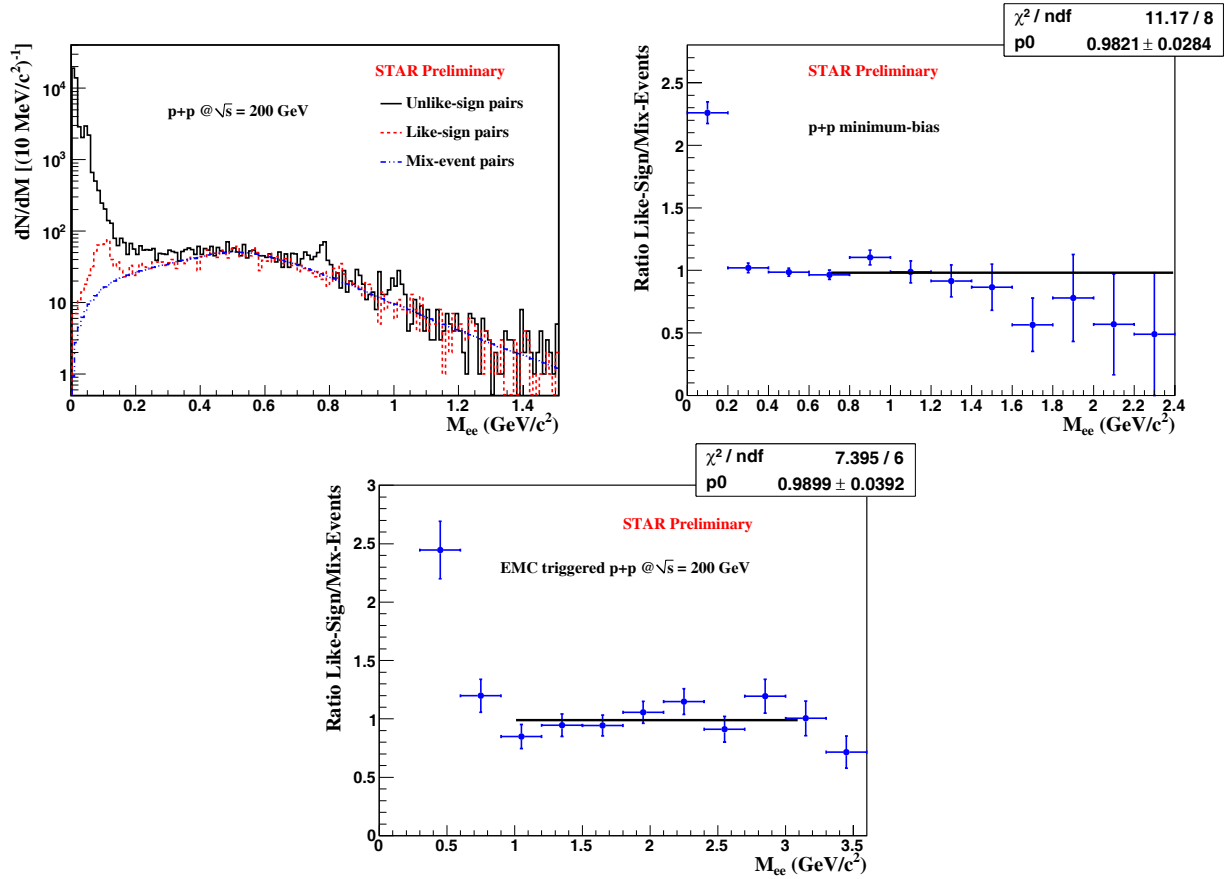 dN/dM [(10 MeV/c²)⁻¹]
10⁴
10³
10²
10
1
STAR Preliminary
p+p @√s = 200 GeV
Unlike-sign pairs
Like-sign pairs
Mix-event pairs
0 0.2 0.4 0.6 0.8 1 1.2 1.4
M_ee (GeV/c²)
χ² / ndf 11.17 / 8
p0 0.9821 ± 0.0284
Ratio Like-Sign/Mix-Events
2.5
2
1.5
1
0.5
0
STAR Preliminary
p+p minimum-bias
0 0.2 0.4 0.6 0.8 1 1.2 1.4 1.6 1.8 2 2.2 2.4
M_ee (GeV/c²)
χ² / ndf 7.395 / 6
p0 0.9899 ± 0.0392
Ratio Like-Sign/Mix-Events
3
2.5
2
1.5
1
0.5
0
STAR Preliminary
EMC triggered p+p @√s = 200 GeV
0 0.5 1 1.5 2 2.5 3 3.5
M_ee (GeV/c²)